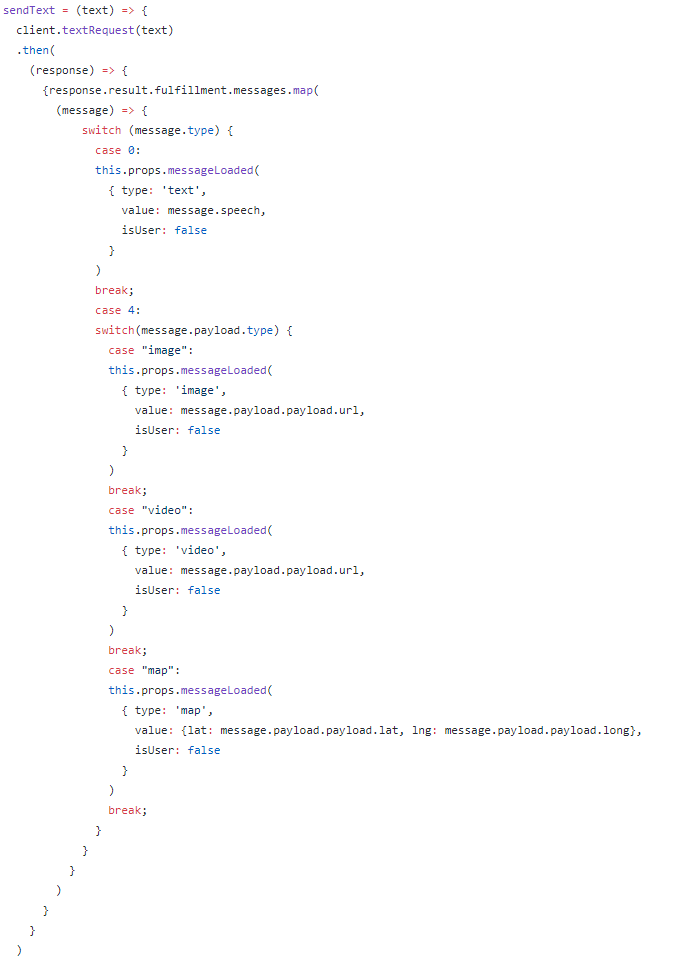 sendText = (text) => {
  client.textRequest(text)
  .then(
    (response) => {
      {response.result.fulfillment.messages.map(
        (message) => {
            switch (message.type) {
              case 0:
              this.props.messageLoaded(
                { type: 'text',
                  value: message.speech,
                  isUser: false
                }
              )
              break;
              case 4:
              switch(message.payload.type) {
                case "image":
                this.props.messageLoaded(
                  { type: 'image',
                    value: message.payload.payload.url,
                    isUser: false
                  }
                )
                break;
                case "video":
                this.props.messageLoaded(
                  { type: 'video',
                    value: message.payload.payload.url,
                    isUser: false
                  }
                )
                break;
                case "map":
                this.props.messageLoaded(
                  { type: 'map',
                    value: {lat: message.payload.payload.lat, lng: message.payload.payload.long},
                    isUser: false
                  }
                )
                break;
              }
            }
          }
        )
      }
    }
  )